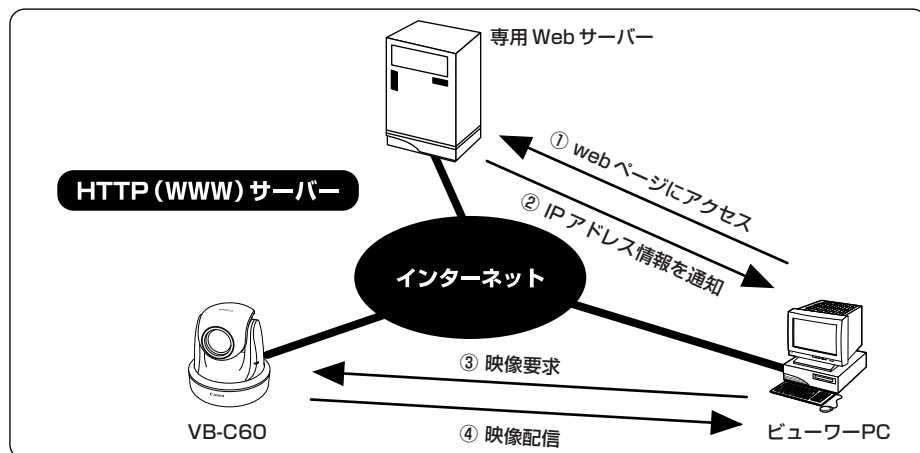 専用 Web サーバー
① web ページにアクセス
HTTP（WWW）サーバー
② IP アドレス情報を通知
インターネット
③ 映像要求
Canon
VB-C60
④ 映像配信
ビューワーPC